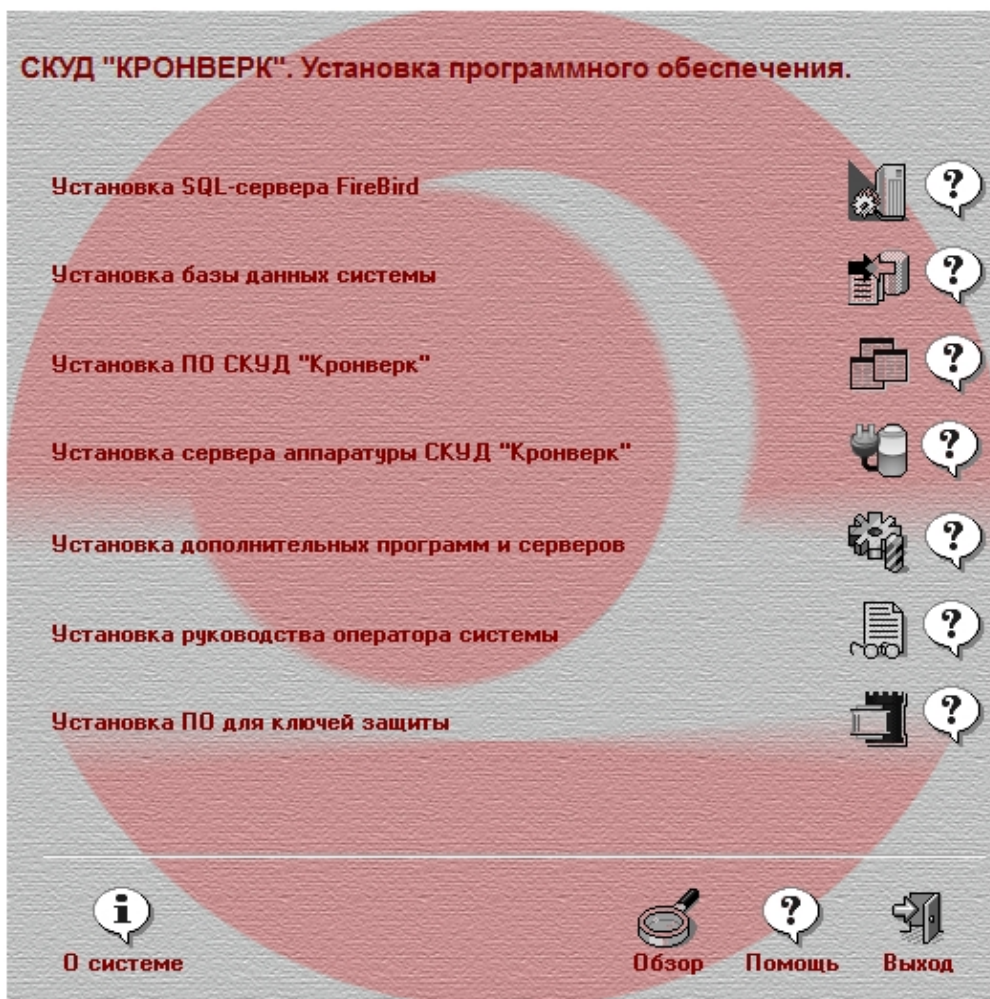 СКУД "КРОНВЕРК". Установка программного обеспечения.
Установка SQL-сервера FireBird
?
Установка базы данных системы
?
Установка ПО СКУД "Кронверк"
?
Установка сервера аппаратуры СКУД "Кронверк"
?
Установка дополнительных программ и серверов
?
Установка руководства оператора системы
?
Установка ПО для ключей защиты
?
i
?
О системе
Обзор
Помощь
Выход